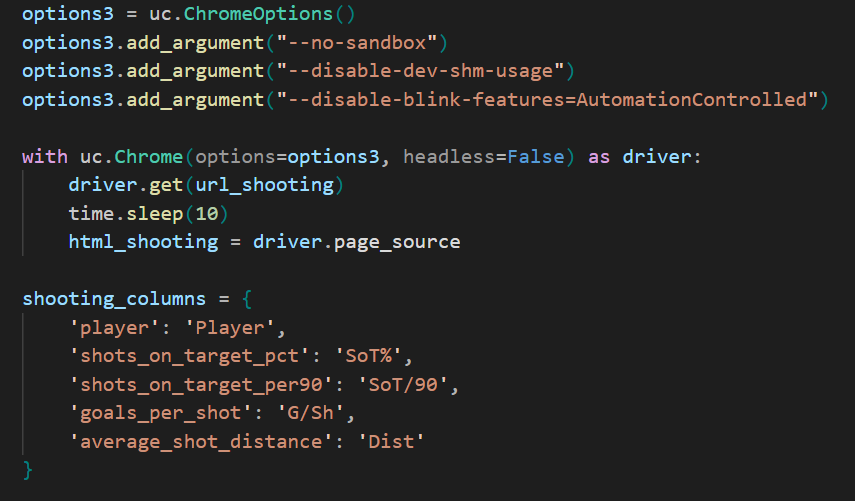 options3 = uc.ChromeOptions()
options3.add_argument("--no-sandbox")
options3.add_argument("--disable-dev-shm-usage")
options3.add_argument("--disable-blink-features=AutomationControlled")
with uc.Chrome(options=options3, headless=False) as driver:
    driver.get(url_shooting)
    time.sleep(10)
    html_shooting = driver.page_source
shooting_columns = {
    'player': 'Player',
    'shots_on_target_pct': 'SoT%',
    'shots_on_target_per90': 'SoT/90',
    'goals_per_shot': 'G/Sh',
    'average_shot_distance': 'Dist'
}